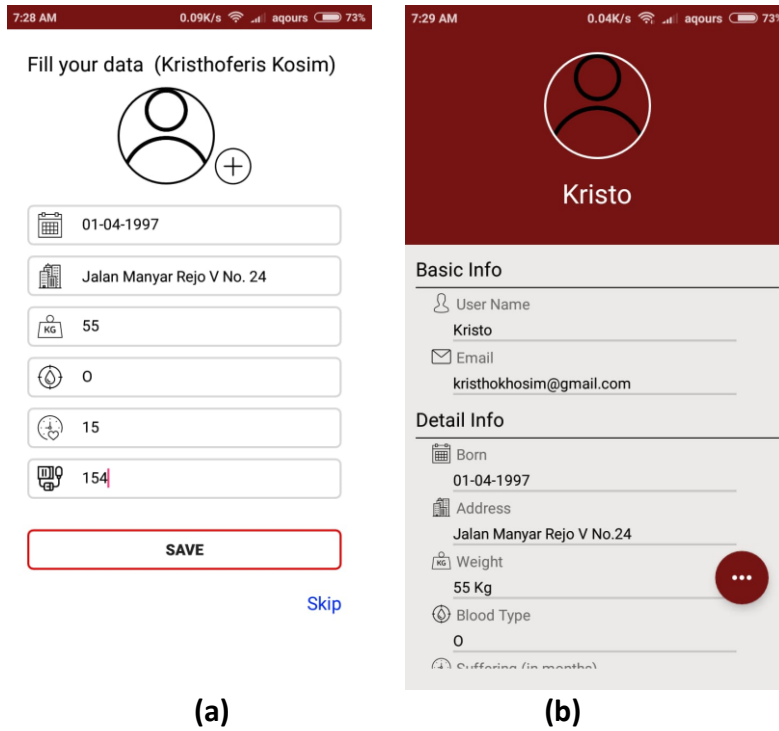 7:28 AM 0.09K/s aqours 73%
Fill your data (Kristhoferis Kosim)
01-04-1997
Jalan Manyar Rejo V No. 24
KG 55
O
15
154
SAVE
Skip
(a)
7:29 AM 0.04K/s aqours 73%
Kristo
Basic Info
User Name
Kristo
Email
kristhokhosim@gmail.com
Detail Info
Born
01-04-1997
Address
Jalan Manyar Rejo V No.24
KG Weight
55 Kg
Blood Type
O
Suffering (in months)
(b)